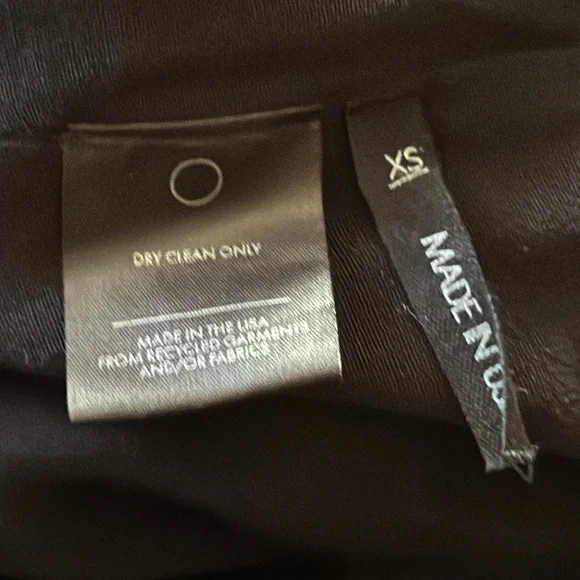 DRY CLEAN ONLY
MADE IN THE USA
FROM RECYCLED GARMENTS
AND/OR FABRICS
XS
MADE IN